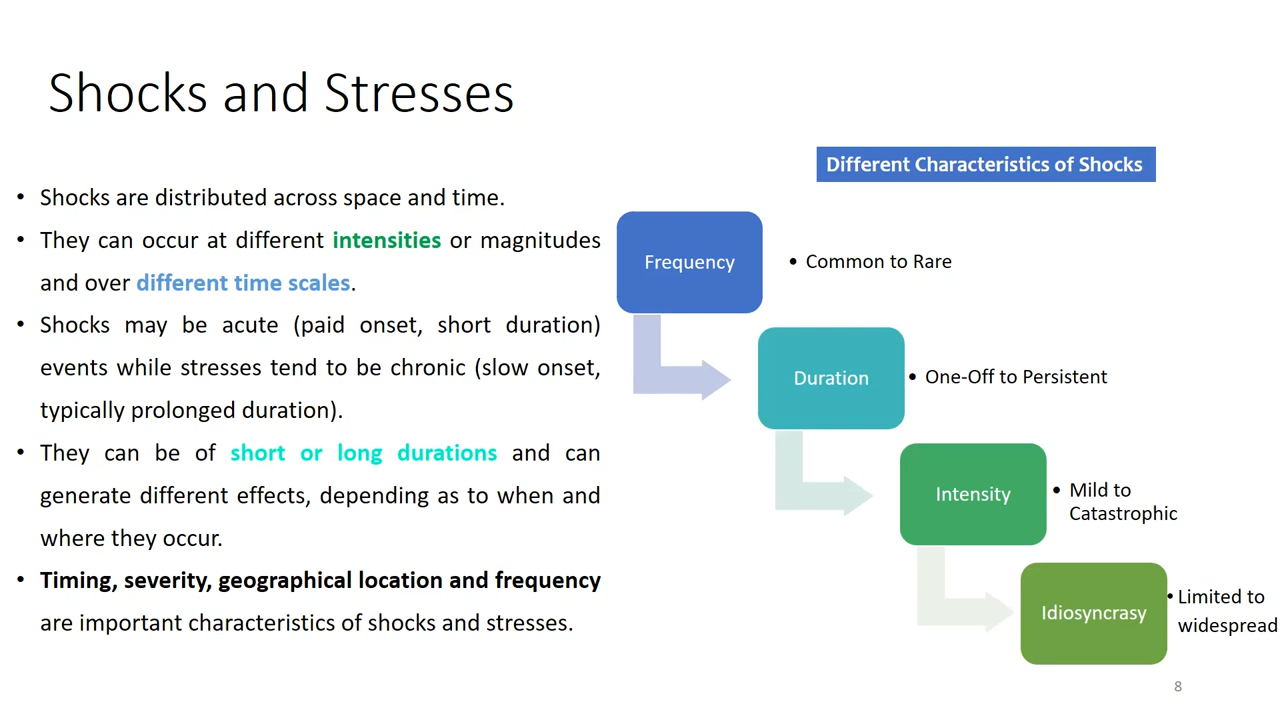 Shocks and Stresses
• Shocks are distributed across space and time.
• They can occur at different intensities or magnitudes
and over different time scales.
• Shocks may be acute (paid onset, short duration)
events while stresses tend to be chronic (slow onset,
typically prolonged duration).
• They can be of short or long durations and can
generate different effects, depending as to when and
where they occur.
• Timing, severity, geographical location and frequency
are important characteristics of shocks and stresses.
Different Characteristics of Shocks
Frequency
• Common to Rare
Duration
• One-Off to Persistent
Intensity
• Mild to
Catastrophic
Idiosyncrasy
• Limited to
widespread
8